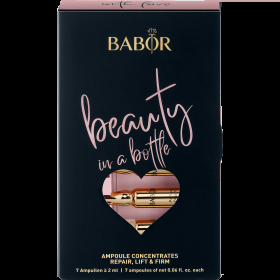 BABOR
beauty
in a bottle
AMPOULE CONCENTRATES
REPAIR, LIFT & FIRM
7 Ampullen à 2 ml | 7 ampoules of net 0.06 fl. oz. each